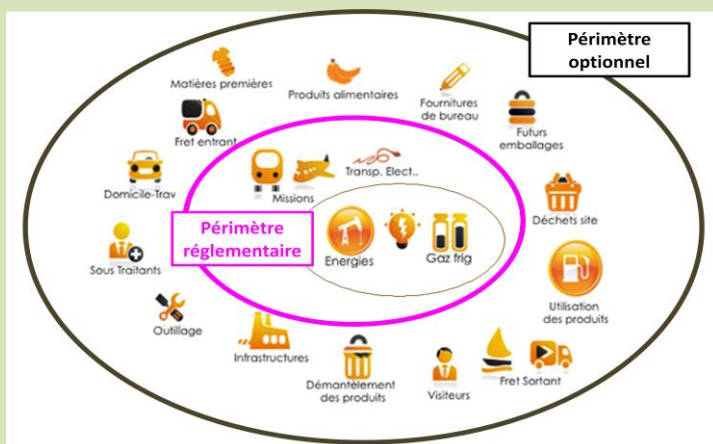 Périmètre
optionnel
Matières premières
Produits alimentaires
Fournitures
de bureau
Futurs
emballages
Fret entrant
Transp. Elect..
Domicile-Trav
Missions
Déchets site
Périmètre
réglementaire
Energies
Gaz frig
Sous Traitants
Utilisation
des produits
Outillage
Infrastructures
Démantèlement
des produits
Visiteurs
Fret Sortant